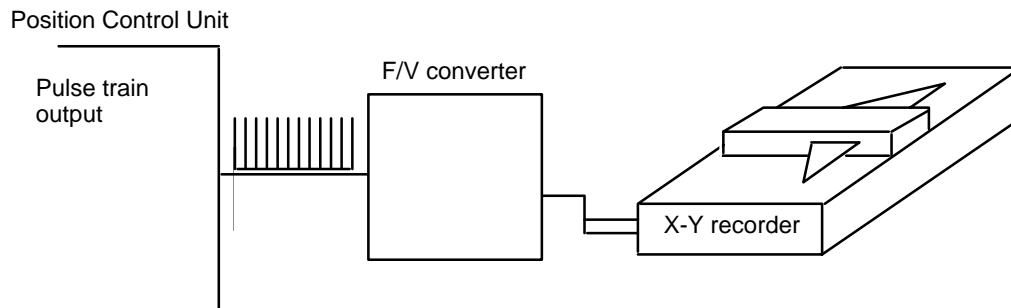 Position Control Unit
Pulse train
output
F/V converter
X-Y recorder